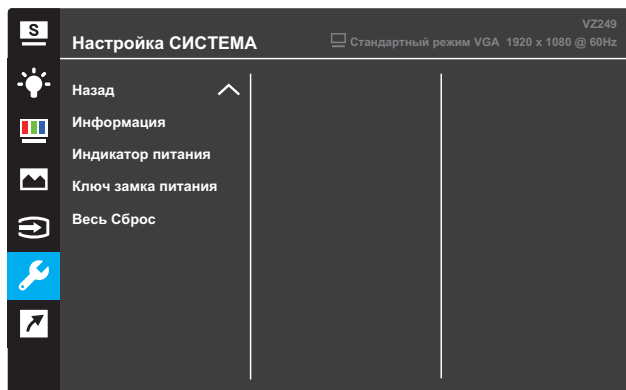 S
VZ249
Настройка СИСТЕМА
Стандартный режим VGA 1920 x 1080 @ 60Hz
Назад
Информация
Индикатор питания
Ключ замка питания
Весь Сброс